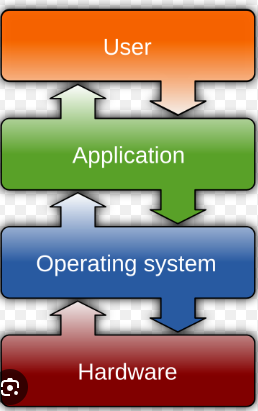 User
Application
Operating system
Hardware